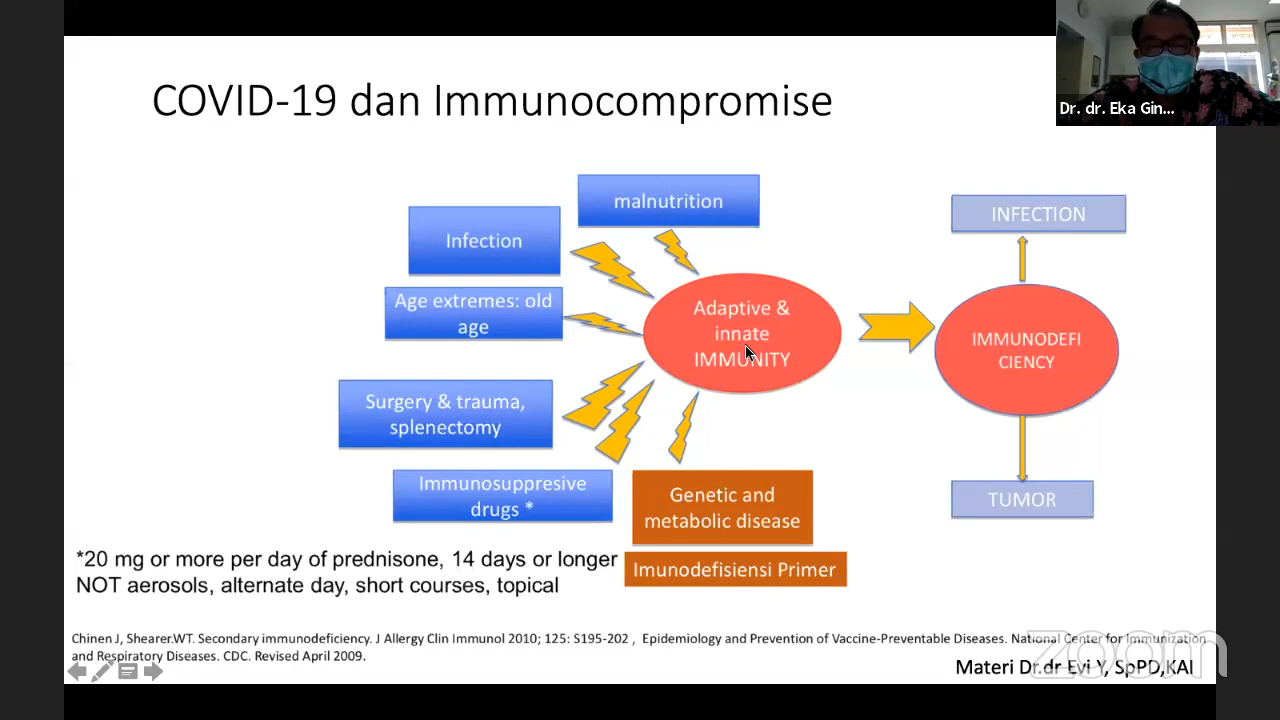 COVID-19 dan Immunocompromise
Dr. dr. Eka Gin...
malnutrition
Infection
Age extremes: old
age
Surgery & trauma,
splenectomy
Immunosuppresive
drugs *
Genetic and
metabolic disease
Imunodefisiensi Primer
Adaptive &
innate
IMMUNITY
INFECTION
IMMUNODEFI
CIENCY
TUMOR
*20 mg or more per day of prednisone, 14 days or longer
NOT aerosols, alternate day, short courses, topical
Chinen J, Shearer.WT. Secondary immunodeficiency. J Allergy Clin Immunol 2010; 125: S195-202 , Epidemiology and Prevention of Vaccine-Preventable Diseases. National Center for Immunization
and Respiratory Diseases. CDC. Revised April 2009.
Materi Dr.dr Evi Y, SpPD,KAI
zoom